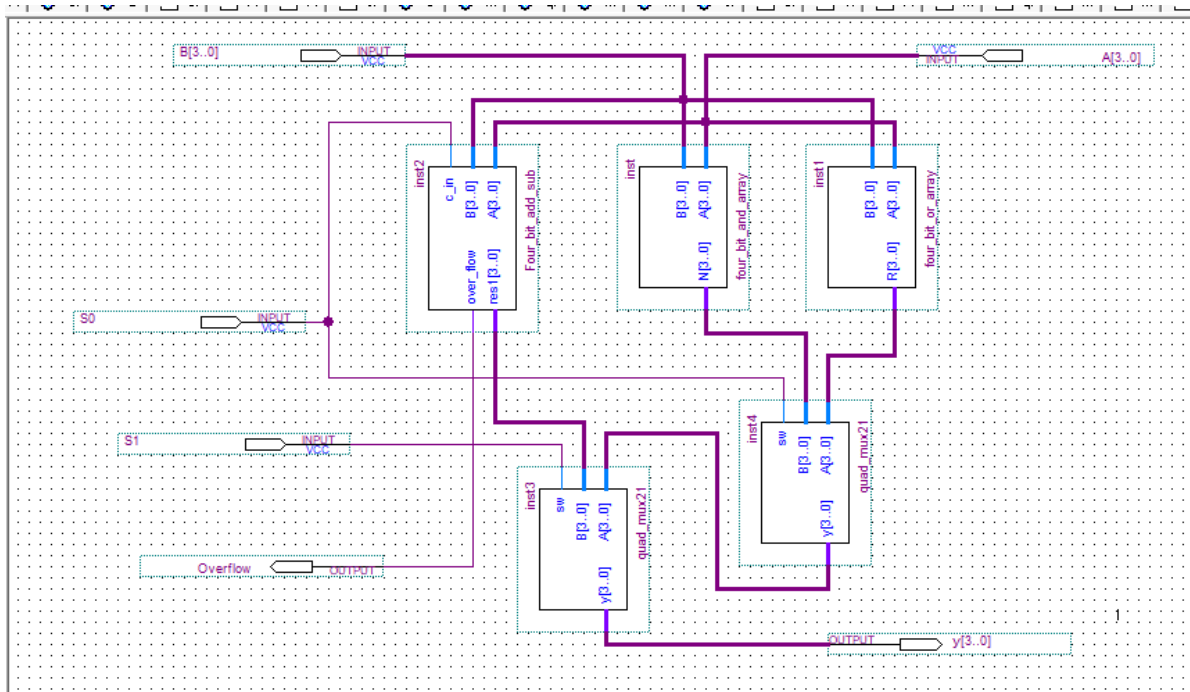 B[3..0]
INPUT
VCC
VCC
INPUT
A[3..0]
inst2
c_in
B[3..0]
A[3..0]
over_flow
res1[3..0]
Four_bit_add_sub
inst
B[3..0]
A[3..0]
N[3..0]
four_bit_and_array
inst1
B[3..0]
A[3..0]
R[3..0]
four_bit_or_array
S0
INPUT
VCC
S1
INPUT
VCC
inst4
sw
B[3..0]
A[3..0]
y[3..0]
quad_mux21
inst3
sw
B[3..0]
A[3..0]
y[3..0]
quad_mux21
Overflow
OUTPUT
OUTPUT
y[3..0]